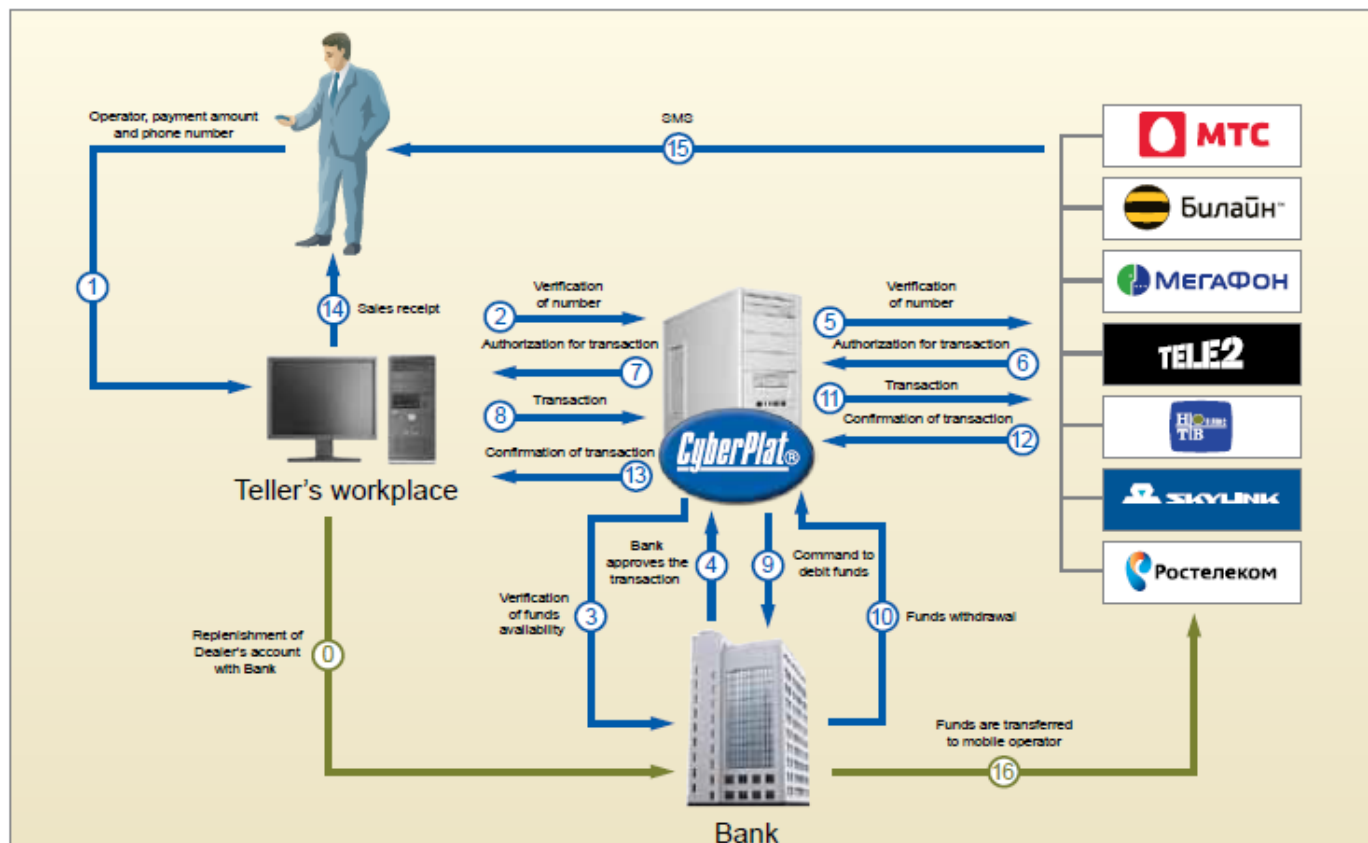 Operator, payment amount
and phone number
SMS
15
МТС
Билайн™
МЕГАФОН
TELE2
НТВ
SKYLINK
Ростелеком
1
14
Sales receipt
Verification
of number
2
Authorization for transaction
7
Transaction
8
Confirmation of transaction
13
Verification
of number
5
Authorization for transaction
6
Transaction
11
Confirmation of transaction
12
CyberPlat®
Teller's workplace
Bank
approves the
transaction
4
9
Command to
debit funds
Verification
of funds
availability
3
10
Funds withdrawal
Replenishment of
Dealer's account
with Bank
0
Funds are transferred
to mobile operator
16
Bank